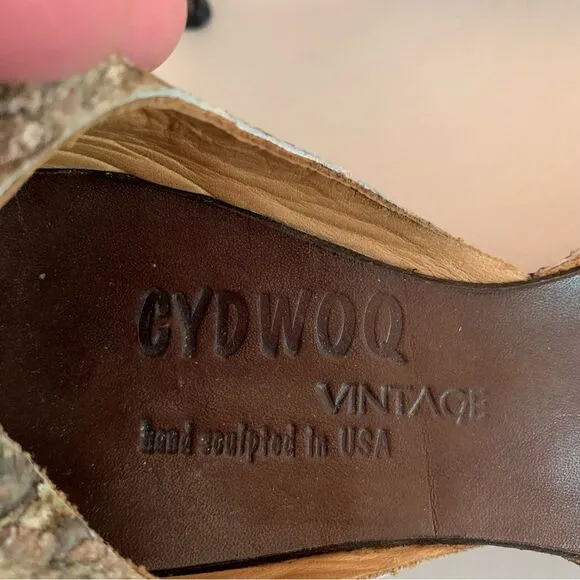 CYDWOQ
VINTAGE
hand sculpted in USA